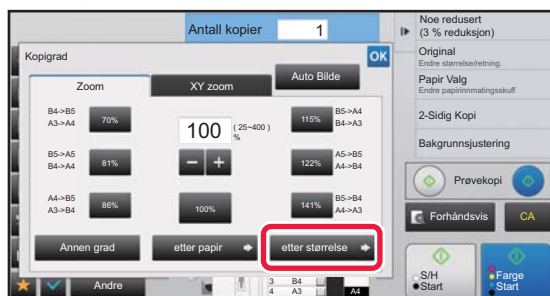 Antall kopier 1
Kopigrad
OK
Zoom
XY zoom
Auto Bilde
B4->B5
A3->A4
70%
100
( 25~400 )
%
115%
B5->A4
B4->A3
B5->A5
B4->A4
81%
122%
A5->B5
A4->B4
A4->B5
A3->B4
86%
100%
141%
B5->B4
A4->A3
Annen grad
etter papir
etter størrelse
Andre
3 B4
4 A3
A4
Noe redusert
(3 % reduksjon)
Original
Endre størrelse/retning.
Papir Valg
Endre papirinnmatingsskuff
2-Sidig Kopi
Bakgrunnsjustering
Prøvekopi
Forhåndsvis
CA
S/H
Start
Farge
Start